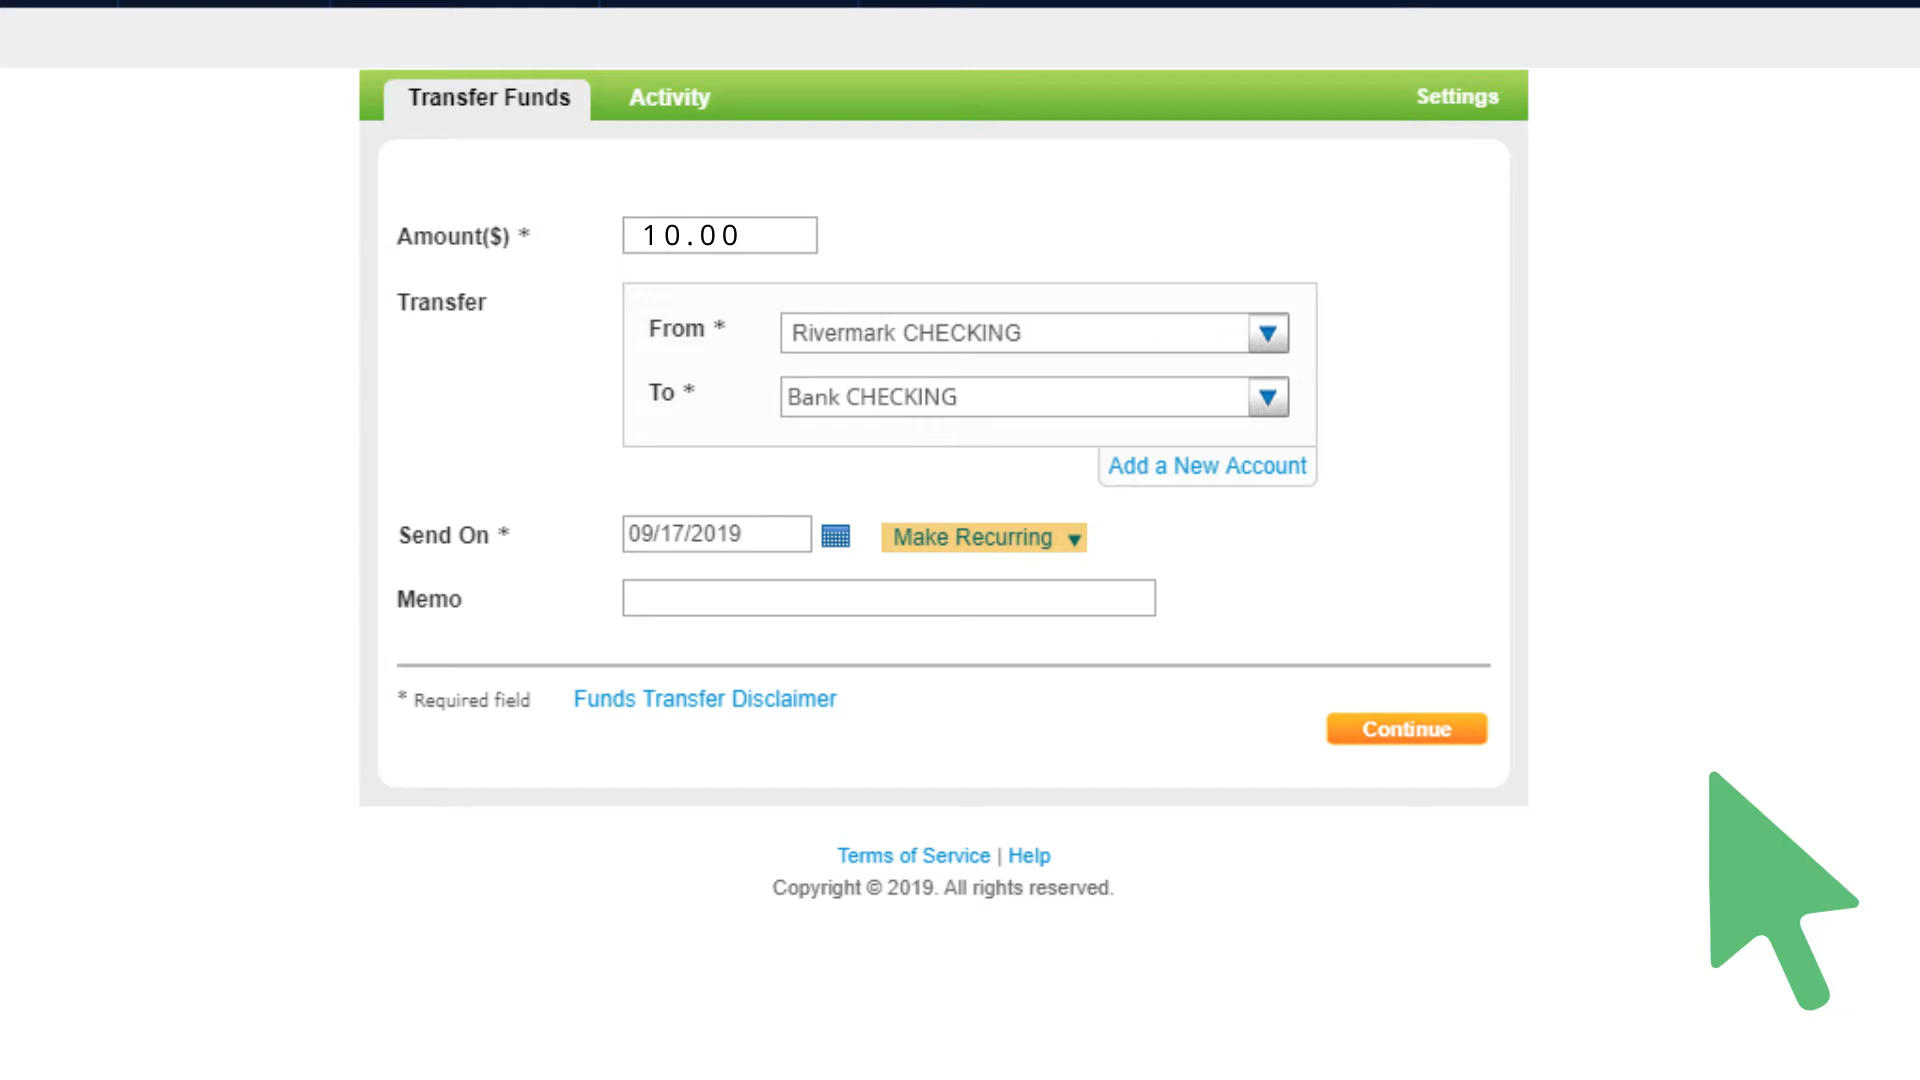 Transfer Funds Activity Settings
Amount($) * 10.00
Transfer
From * Rivermark CHECKING
To * Bank CHECKING
Add a New Account
Send On * 09/17/2019 Make Recurring
Memo
* Required field Funds Transfer Disclaimer
Continue
Terms of Service | Help
Copyright © 2019. All rights reserved.